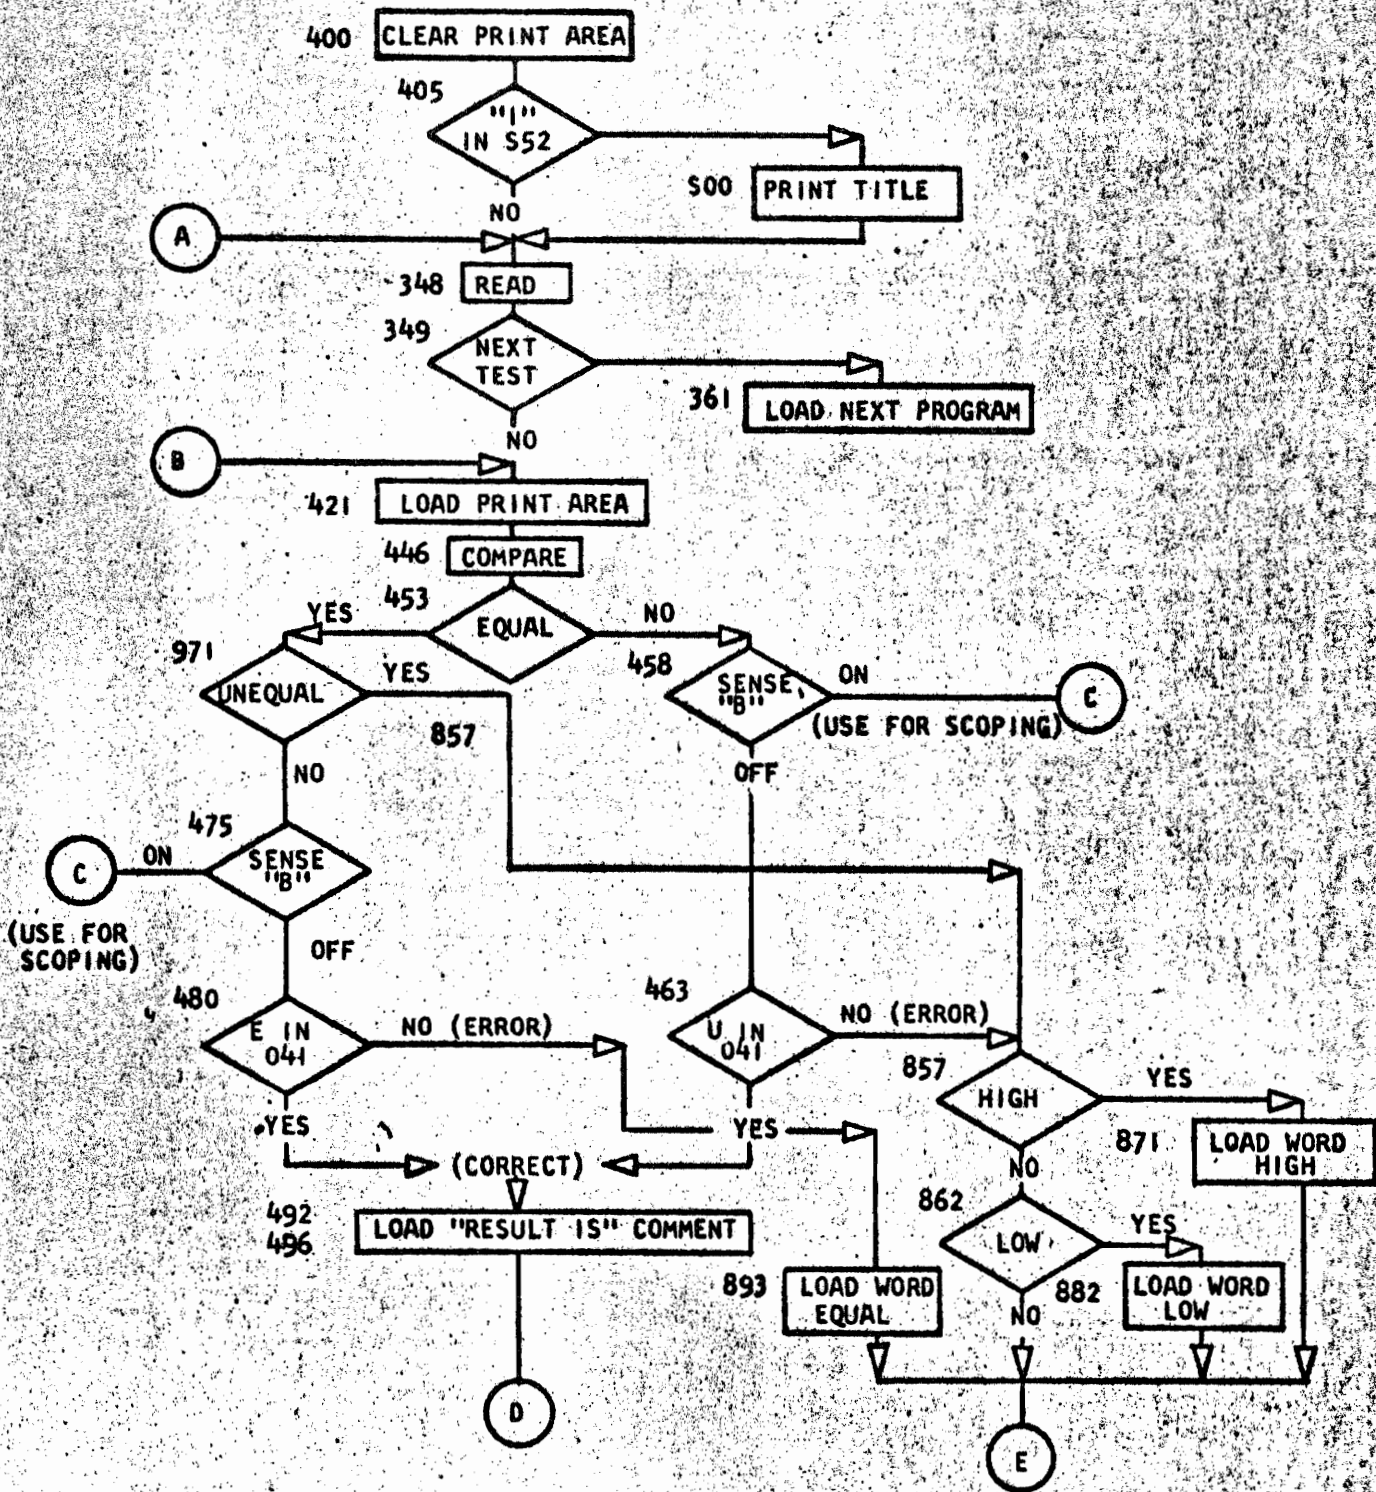 400 CLEAR PRINT AREA
405
"1"
IN S52
S00 PRINT TITLE
NO
A
348 READ
349
NEXT
TEST
361 LOAD NEXT PROGRAM
NO
B
421 LOAD PRINT AREA
446 COMPARE
453
EQUAL
YES
NO
971
UNEQUAL
YES
857
458
SENSE
"B"
ON
C
(USE FOR SCOPING)
NO
OFF
475
SENSE
"B"
ON
C
(USE FOR
SCOPING)
OFF
480
E IN
041
NO (ERROR)
463
U IN
041
NO (ERROR)
857
HIGH
YES
871
LOAD WORD
HIGH
YES
YES
(CORRECT)
NO
492
496
LOAD "RESULT IS" COMMENT
862
LOW
YES
882
LOAD WORD
LOW
893
LOAD WORD
EQUAL
NO
D
E